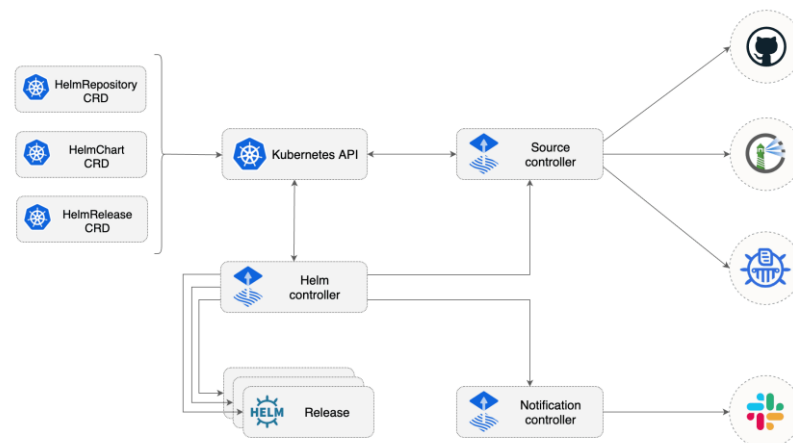 HelmRepository
CRD
HelmChart
CRD
HelmRelease
CRD
Kubernetes API
Source
controller
Helm
controller
HELM
Release
Notification
controller